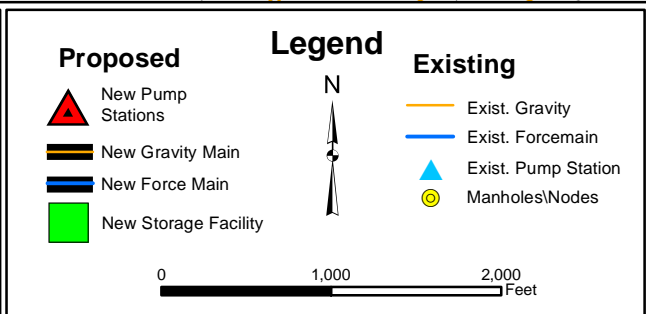 Legend
Proposed
New Pump
Stations
New Gravity Main
New Force Main
New Storage Facility
N
Existing
Exist. Gravity
Exist. Forcemain
Exist. Pump Station
Manholes\Nodes
0 1,000 2,000
Feet